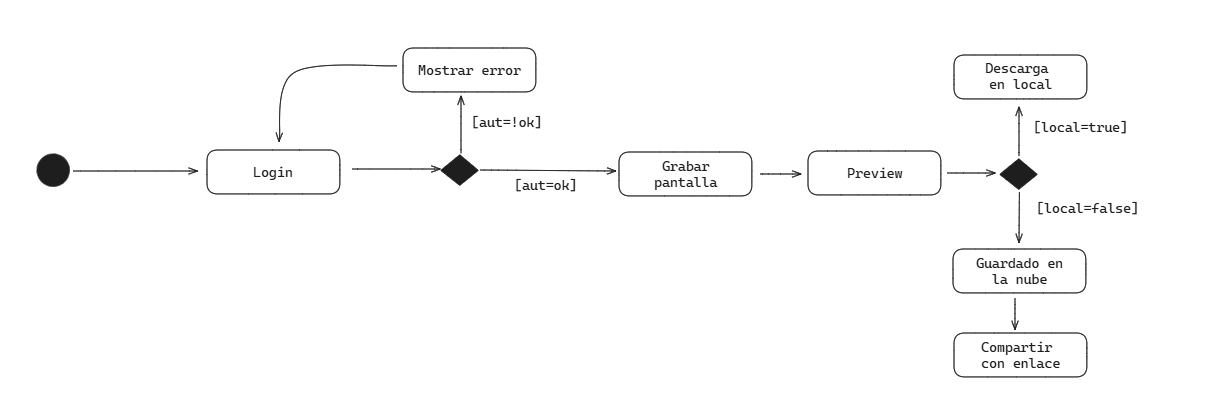 Mostrar error
[aut=!ok]
Login
[aut=ok]
Grabar
pantalla
Preview
Descarga
en local
[local=true]
[local=false]
Guardado en
la nube
Compartir
con enlace